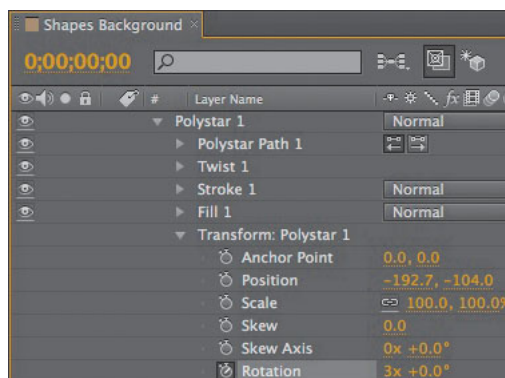 Shapes Background ×
0;00;00;00
# Layer Name fx
Polystar 1 Normal
Polystar Path 1
Twist 1
Stroke 1 Normal
Fill 1 Normal
Transform: Polystar 1
Anchor Point 0.0, 0.0
Position -192.7, -104.0
Scale 100.0, 100.0%
Skew 0.0
Skew Axis 0x +0.0°
Rotation 3x +0.0°